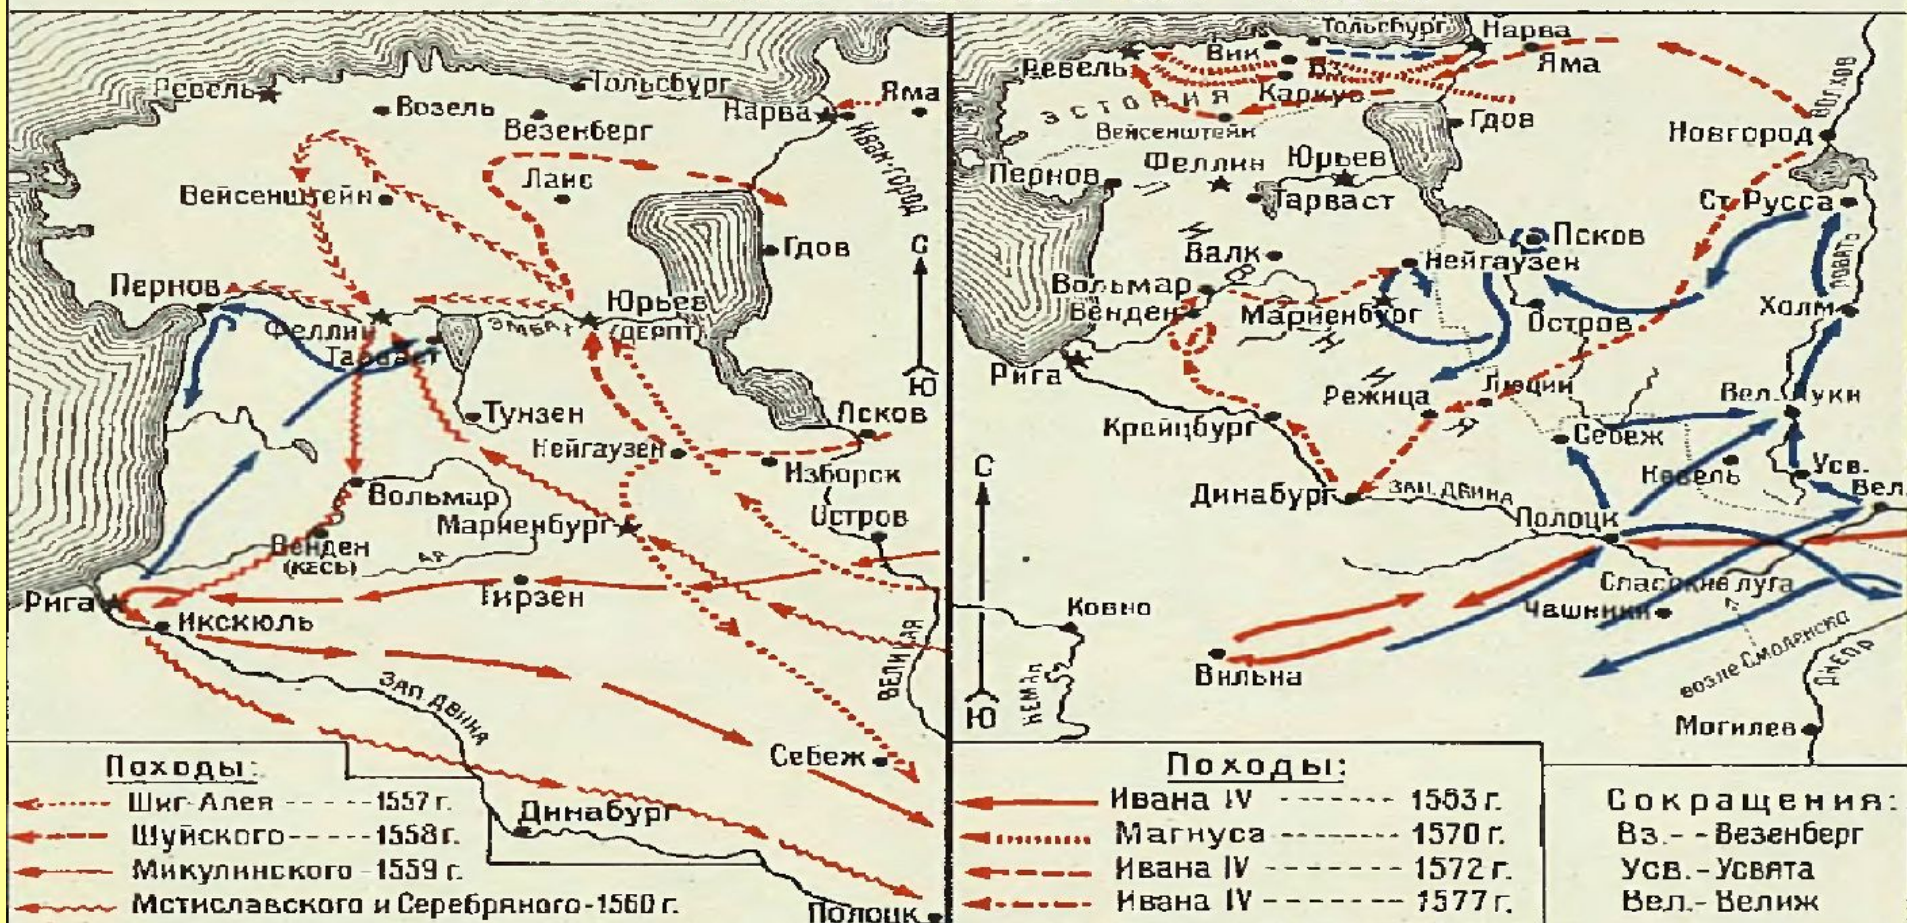 Ревель
Возель
Тольсбург
Везенберг
Нарва
Яма
Иван-город
Вейсенштейн
Лаис
Гдов
С
Ю
Пернов
Феллин
Тарваст
ЭМБАХ
Юрьев
(ДЕРПТ)
Тунзен
Нейгаузен
Псков
Изборск
Остров
Вольмар
Мариенбург
Венден
(КЕСЬ)
АА
Рига
Икскюль
Тирзен
ВЕЛИКАЯ
ЗАП. ДВИНА
Себеж
Динабург
Полоцк
Походы:
Шиг-Алея - - - - - 1557 г.
Шуйского - - - - - 1558 г.
Микулинского - 1559 г.
Мстиславского и Серебряного - 1560 г.
Тольсбург
Нарва
Вик
Вз.
Яма
Ревель
Каркус
ЭСТОНИЯ
Вейсенштейн
Гдов
ВОЛХОВ
Новгород
Феллин
Юрьев
Пернов
Тарваст
Ст. Русса
Псков
Валк
Нейгаузен
ЛОВАТЬ
Вольмар
Венден
Мариенбург
Остров
Холм
Рига
ЛИВОНИЯ
Режица
Люцин
Вел. Луки
Крейцбург
Себеж
С
Усв.
Вел.
Динабург
ЗАП. ДВИНА
Полоцк
Ковно
Чашники
НЕМАН
Вильна
возле Смоленска
ДНЕПР
Ю
Могилев
Походы:
Ивана IV - - - - - - - - 1563 г.
Магнуса - - - - - - - - 1570 г.
Ивана IV - - - - - - - - 1572 г.
Ивана IV - - - - - - - - 1577 г.
Сокращения:
Вз. - - Везенберг
Усв. - Усвята
Вел. - Велиж